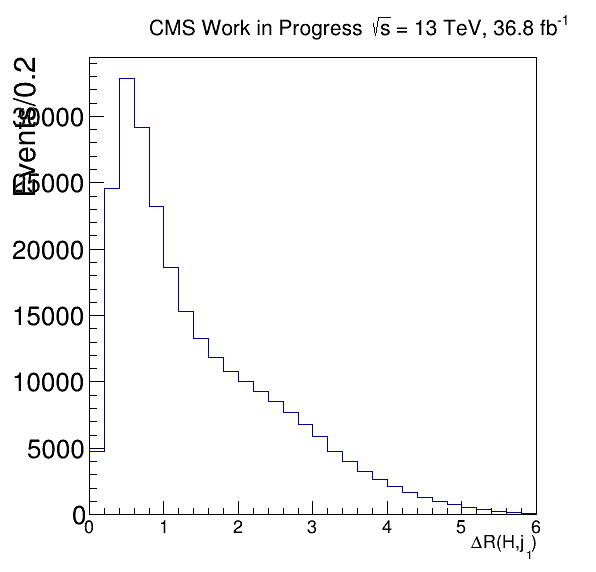 CMS Work in Progress √s = 13 TeV, 36.8 fb⁻¹
Events/0.2
30000
25000
20000
15000
10000
5000
0
0 1 2 3 4 5 6
ΔR(H,j₁)